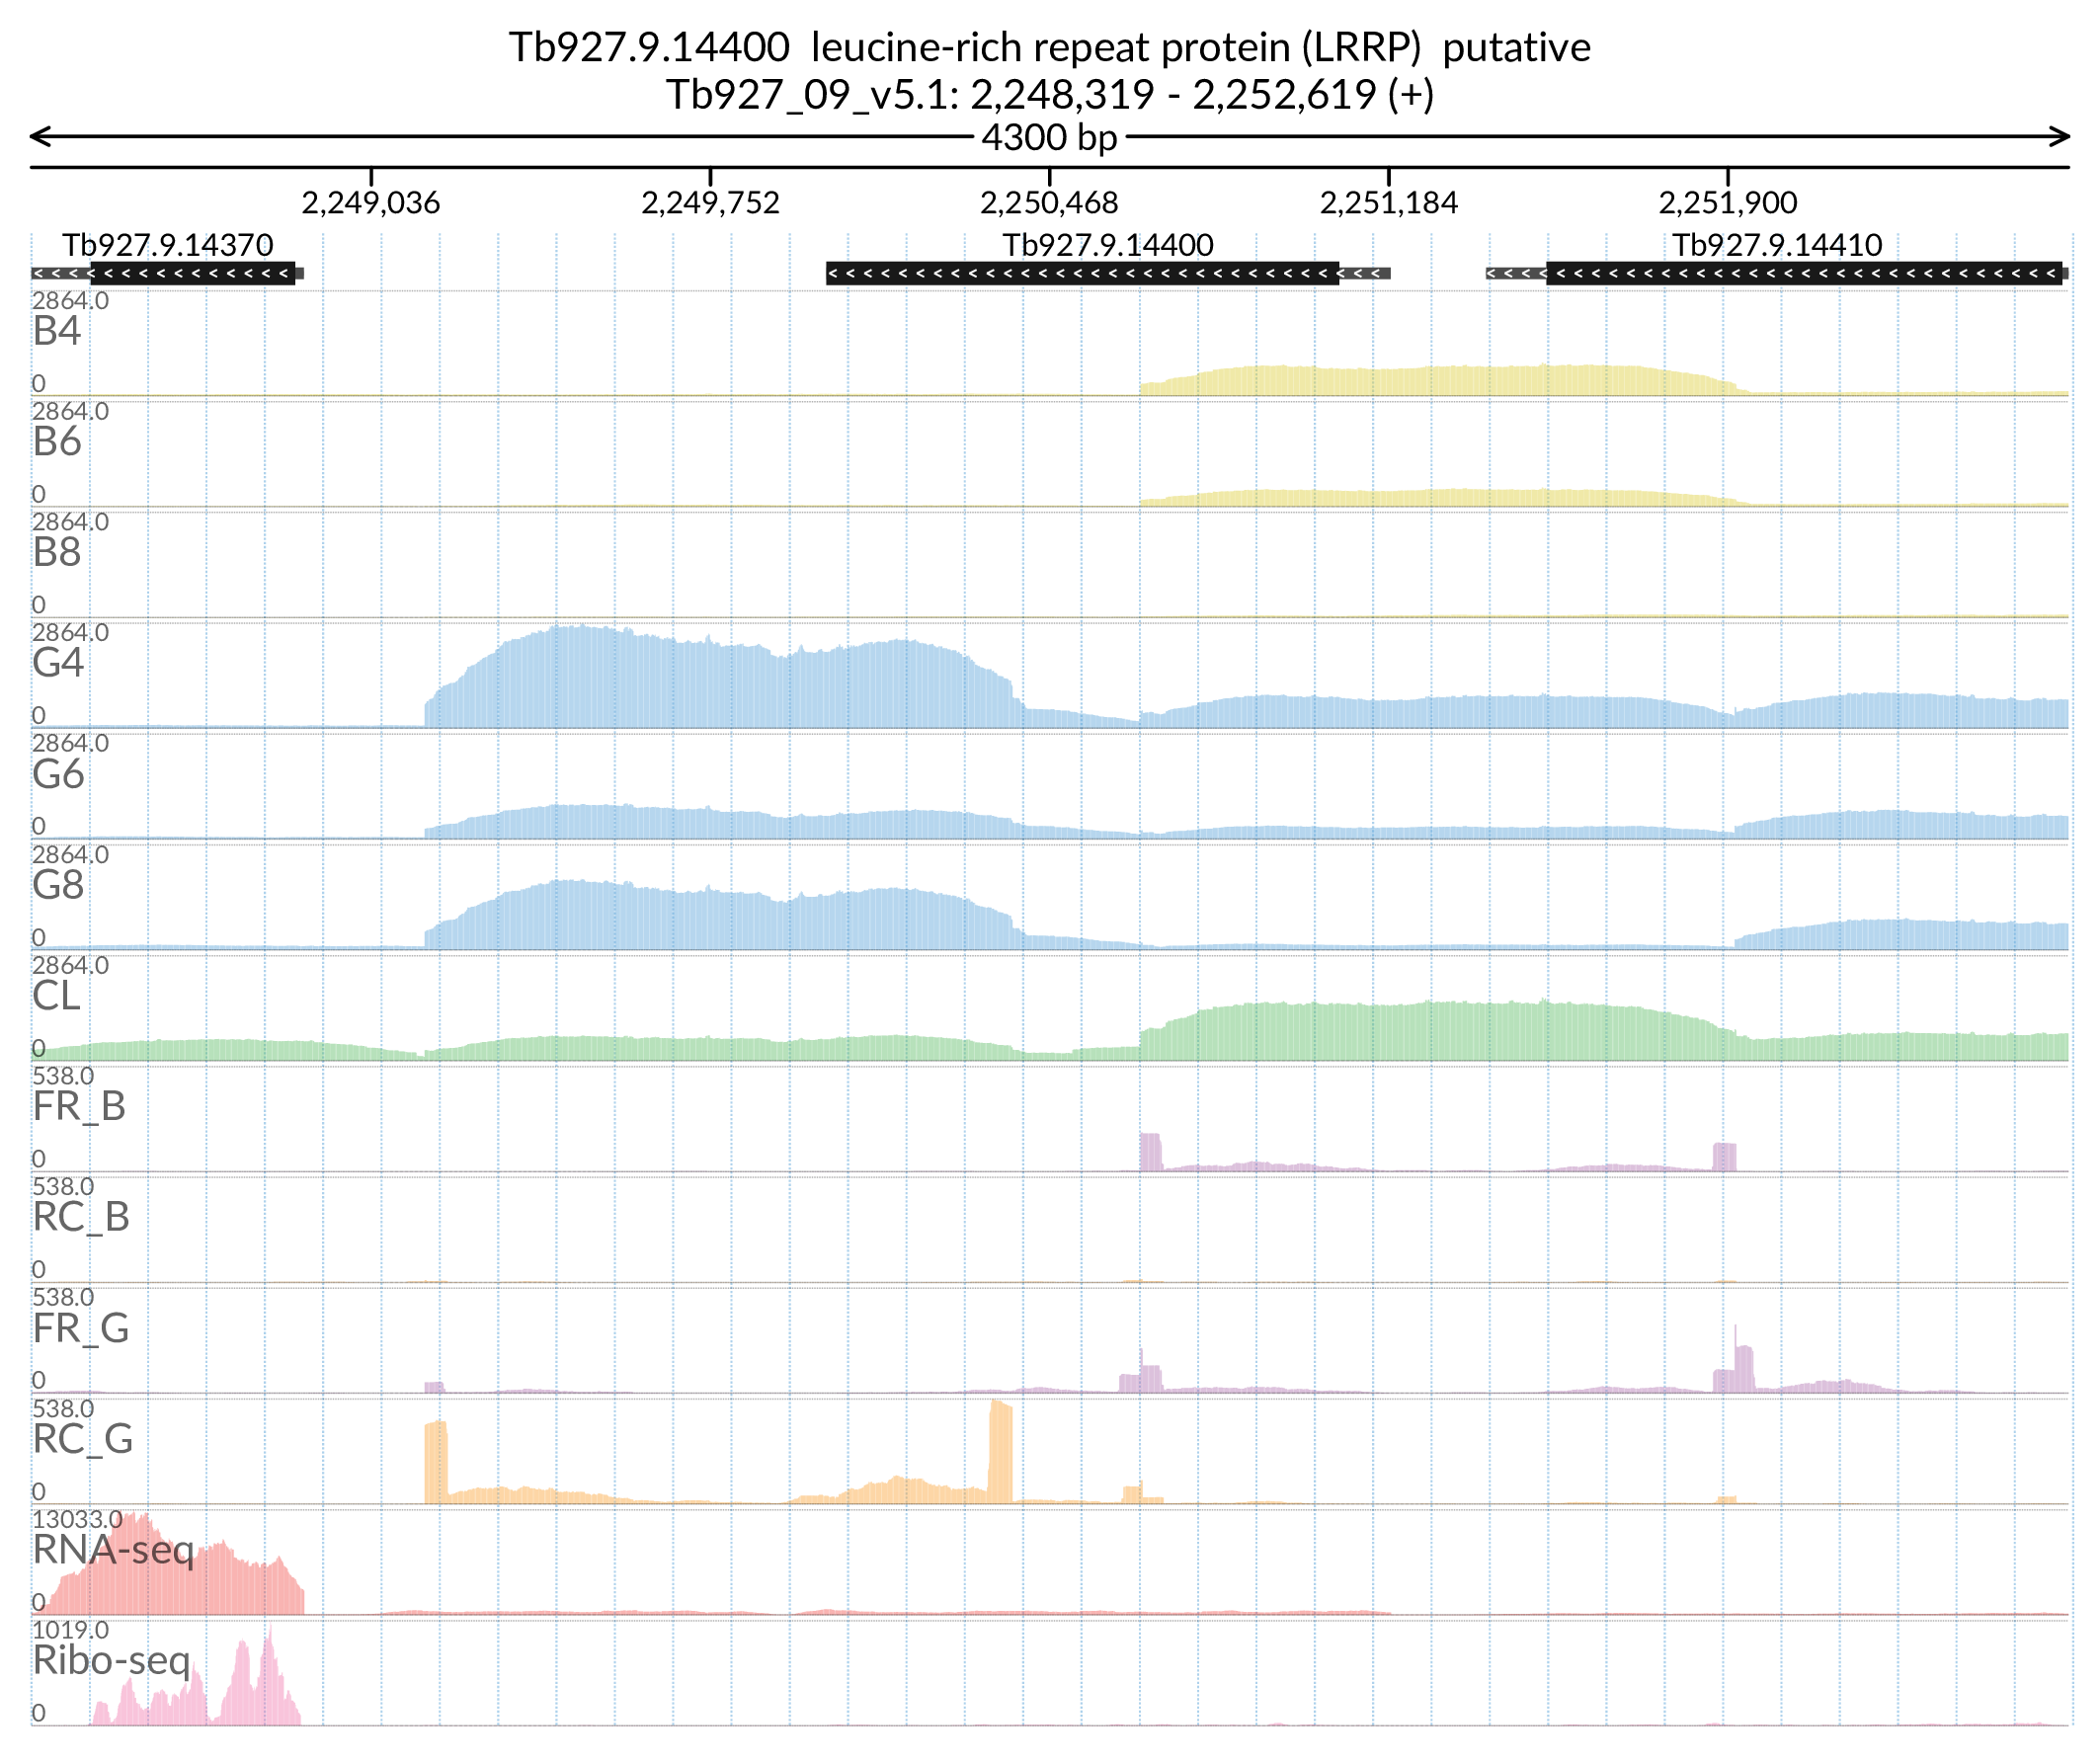 Tb927.9.14400 leucine-rich repeat protein (LRRP) putative
Tb927_09_v5.1: 2,248,319 - 2,252,619 (+)
4300 bp
2,249,036 2,249,752 2,250,468 2,251,184 2,251,900
Tb927.9.14370 Tb927.9.14400 Tb927.9.14410
2864.0
B4
0
2864.0
B6
0
2864.0
B8
0
2864.0
G4
0
2864.0
G6
0
2864.0
G8
0
2864.0
CL
0
538.0
FR_B
0
538.0
RC_B
0
538.0
FR_G
0
538.0
RC_G
0
13033.0
RNA-seq
0
1019.0
Ribo-seq
0